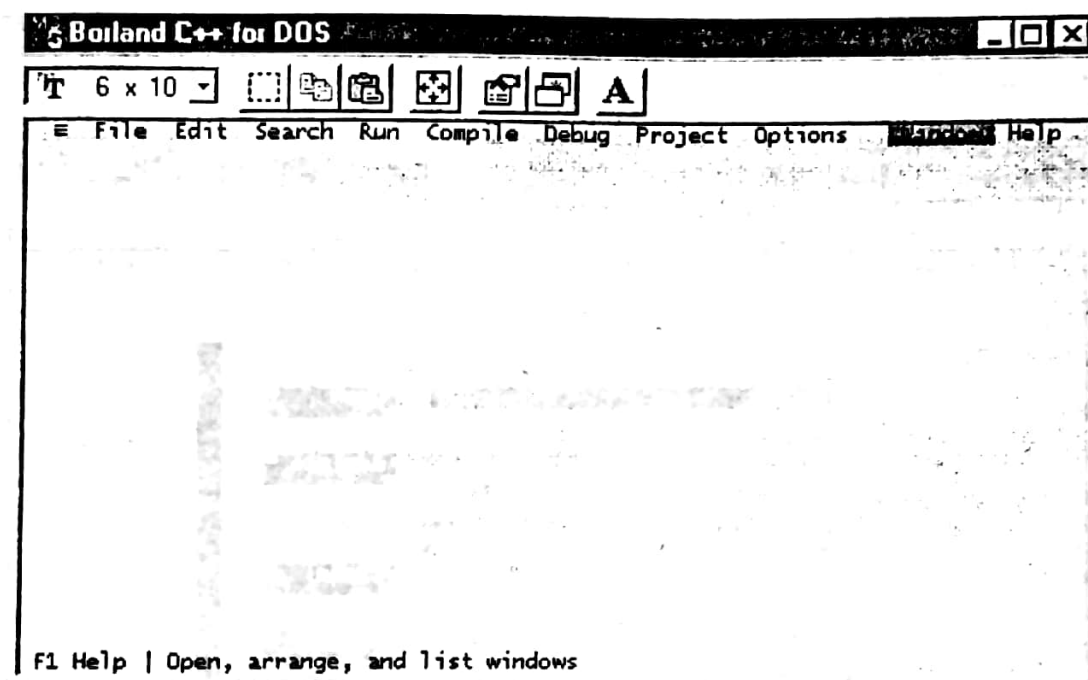 Borland C++ for DOS
6 x 10 A
≡ File Edit Search Run Compile Debug Project Options Window Help
F1 Help | Open, arrange, and list windows